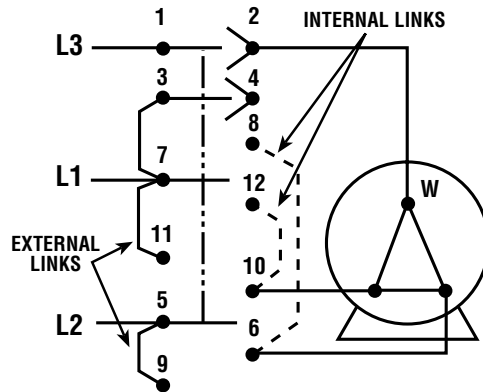 1 2 INTERNAL LINKS
L3
3 4
8
7
L1 12
W
11
EXTERNAL LINKS
10
5
L2 6
9